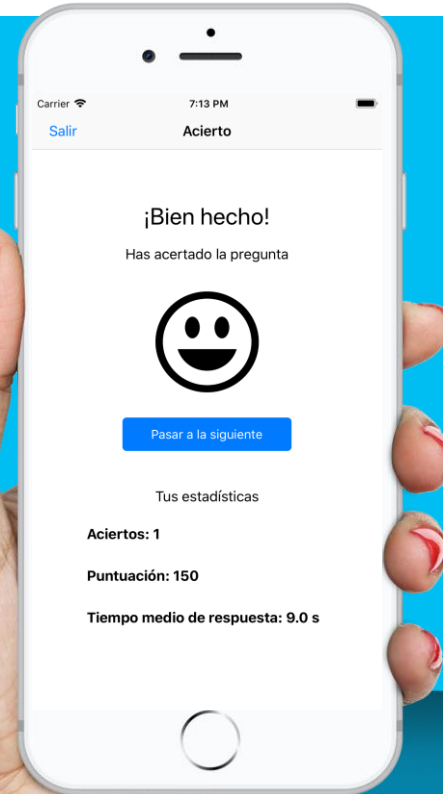 Carrier 7:13 PM
Salir Acierto
¡Bien hecho!
Has acertado la pregunta
Pasar a la siguiente
Tus estadísticas
Aciertos: 1
Puntuación: 150
Tiempo medio de respuesta: 9.0 s